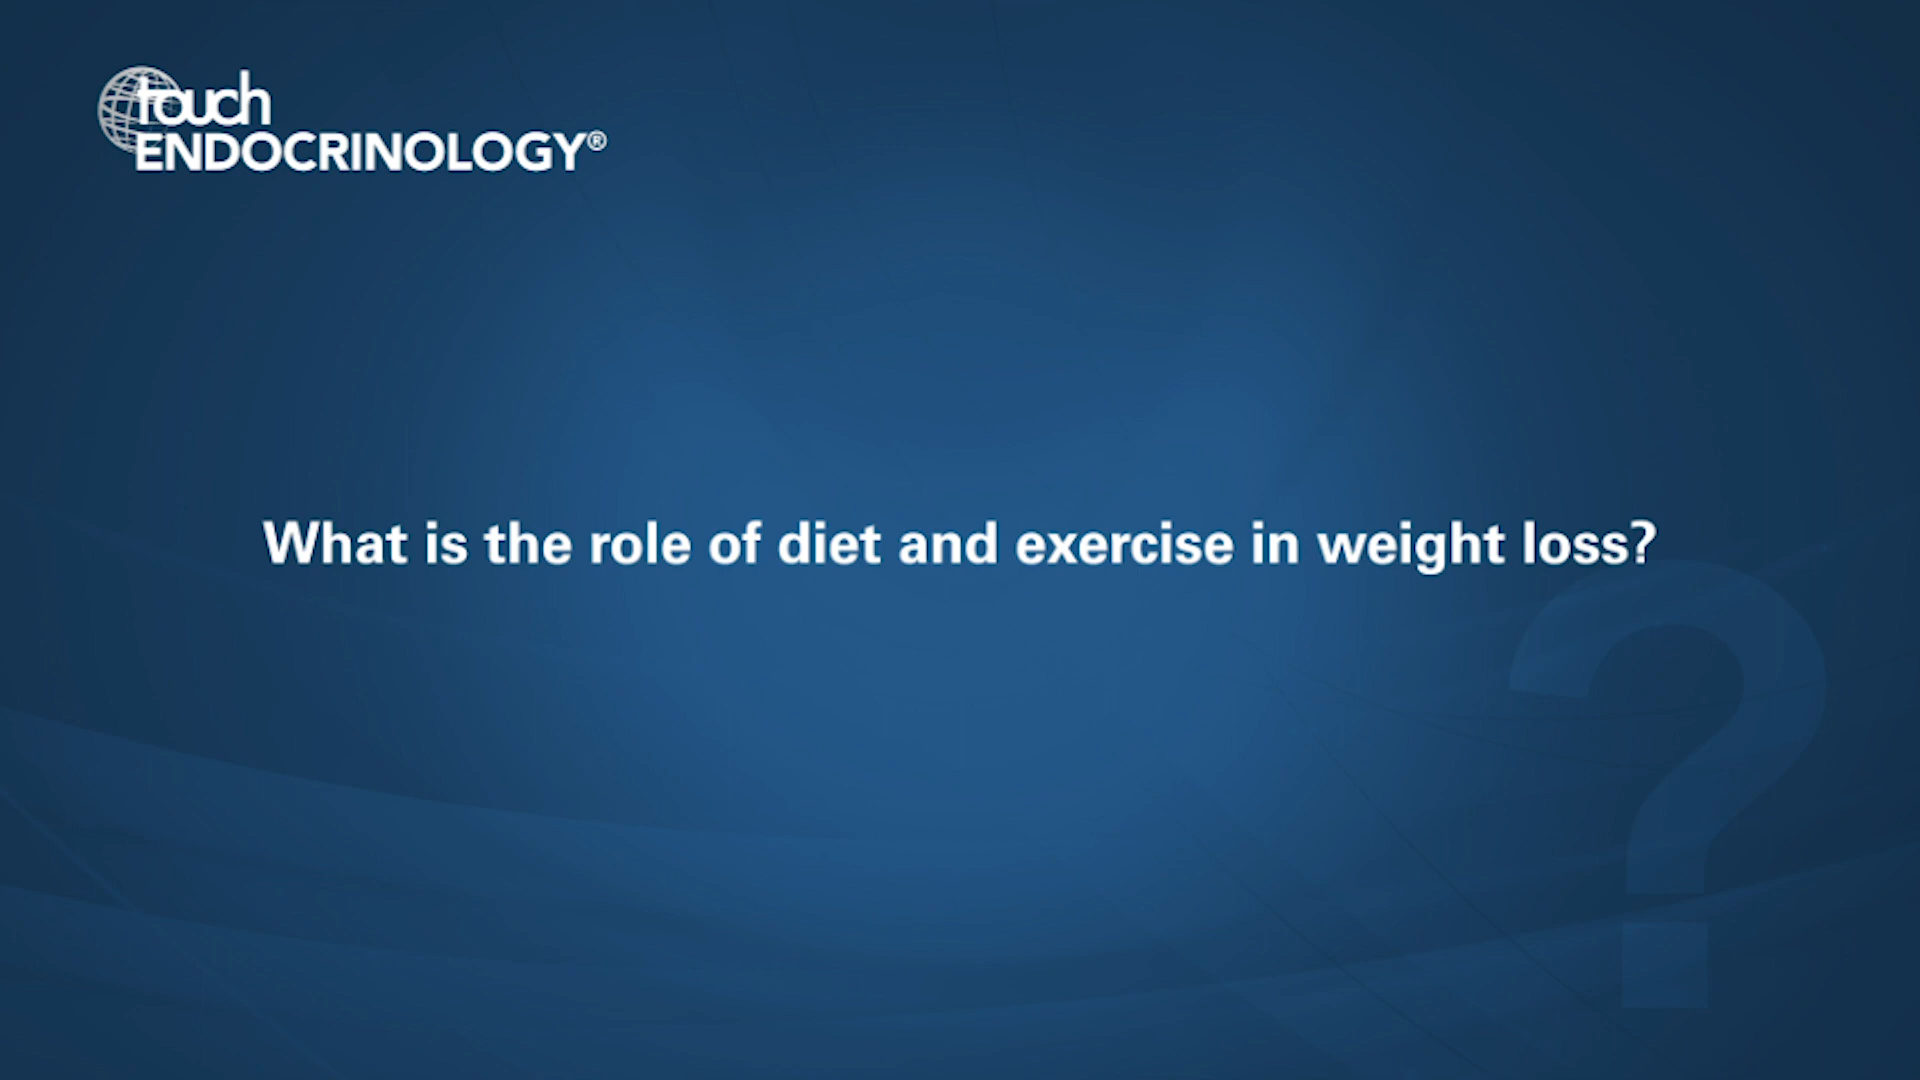 touch
ENDOCRINOLOGY®
What is the role of diet and exercise in weight loss?
?